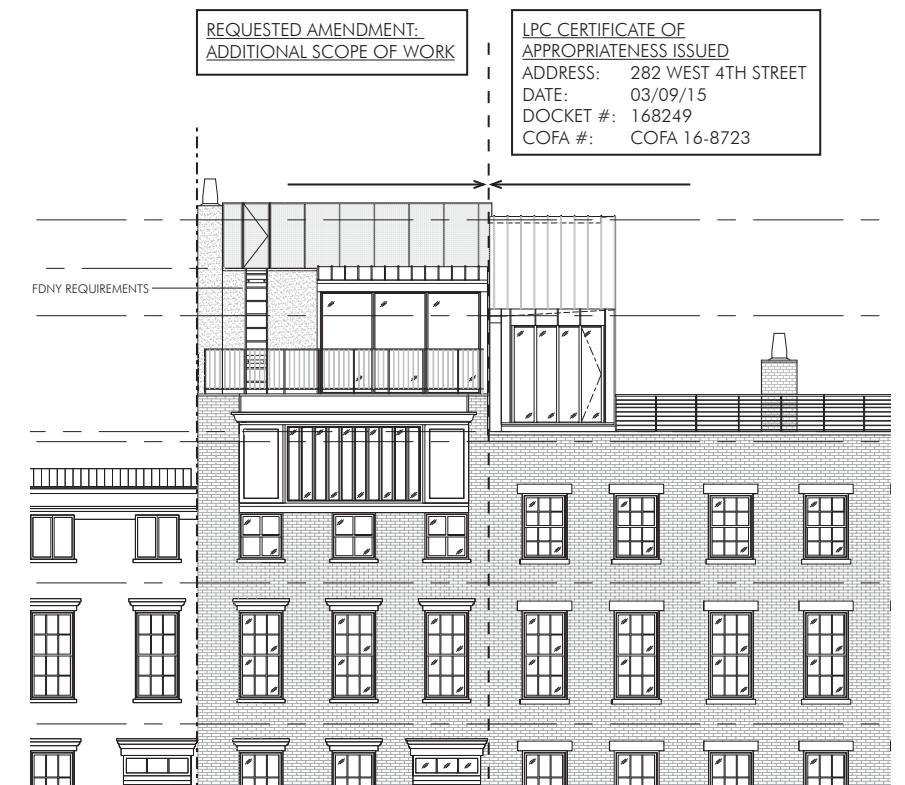 REQUESTED AMENDMENT:
ADDITIONAL SCOPE OF WORK
LPC CERTIFICATE OF
APPROPRIATENESS ISSUED
ADDRESS: 282 WEST 4TH STREET
DATE: 03/09/15
DOCKET #: 168249
COFA #: COFA 16-8723
FDNY REQUIREMENTS